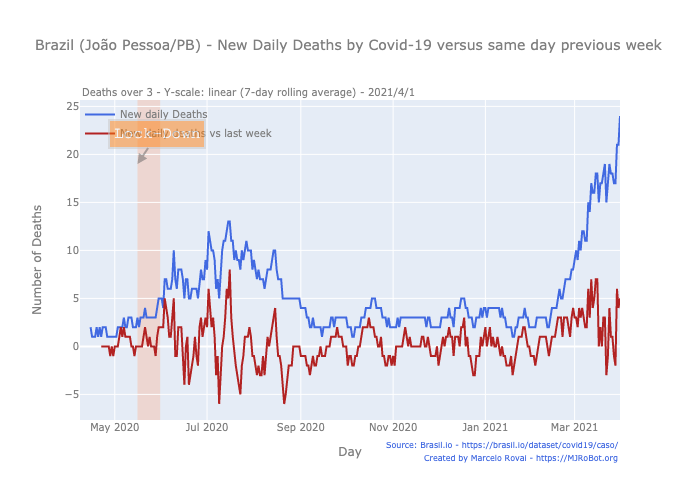 Brazil (João Pessoa/PB) - New Daily Deaths by Covid-19 versus same day previous week
Deaths over 3 - Y-scale: linear (7-day rolling average) - 2021/4/1
New daily Deaths
New daily deaths vs last week
Lock-Down
Number of Deaths
25
20
15
10
5
0
−5
May 2020
Jul 2020
Sep 2020
Nov 2020
Jan 2021
Mar 2021
Day
Source: Brasil.io - https://brasil.io/dataset/covid19/caso/
Created by Marcelo Rovai - https://MJRoBot.org